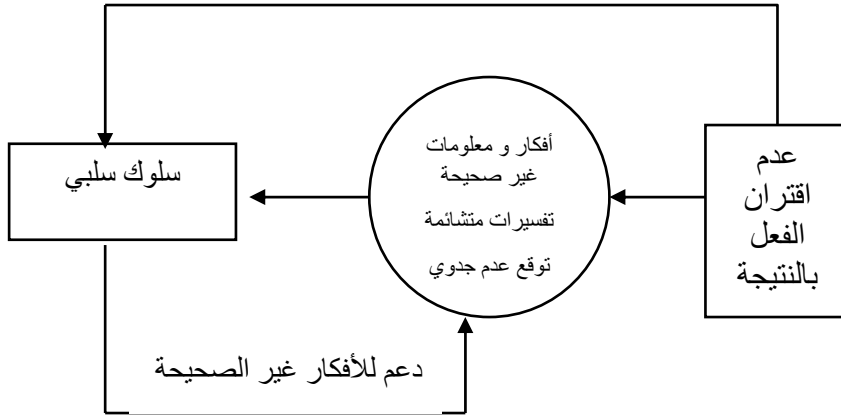 عدم
اقتران
الفعل
بالنتيجة
أفكار و معلومات
غير صحيحة
تفسيرات متشائمة
توقع عدم جدوي
سلوك سلبي
دعم للأفكار غير الصحيحة